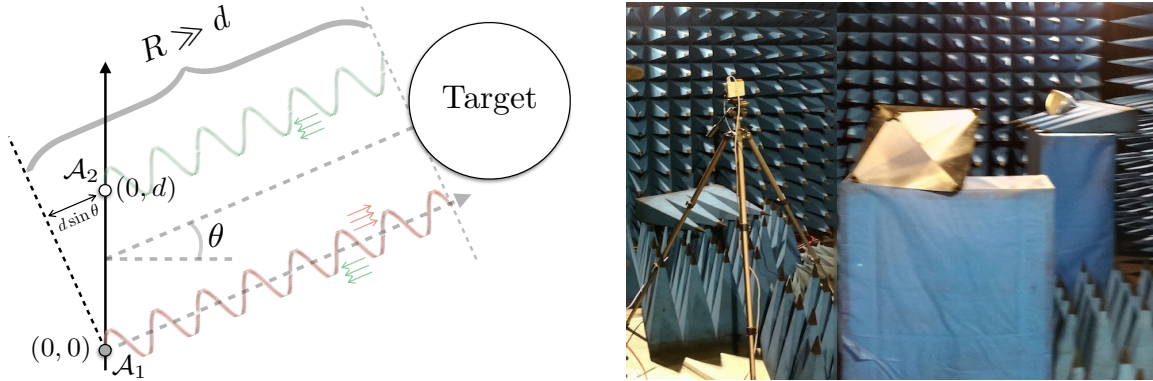 R ≫ d
Target
𝒜₂
(0, d)
d sin θ
θ
(0, 0)
𝒜₁